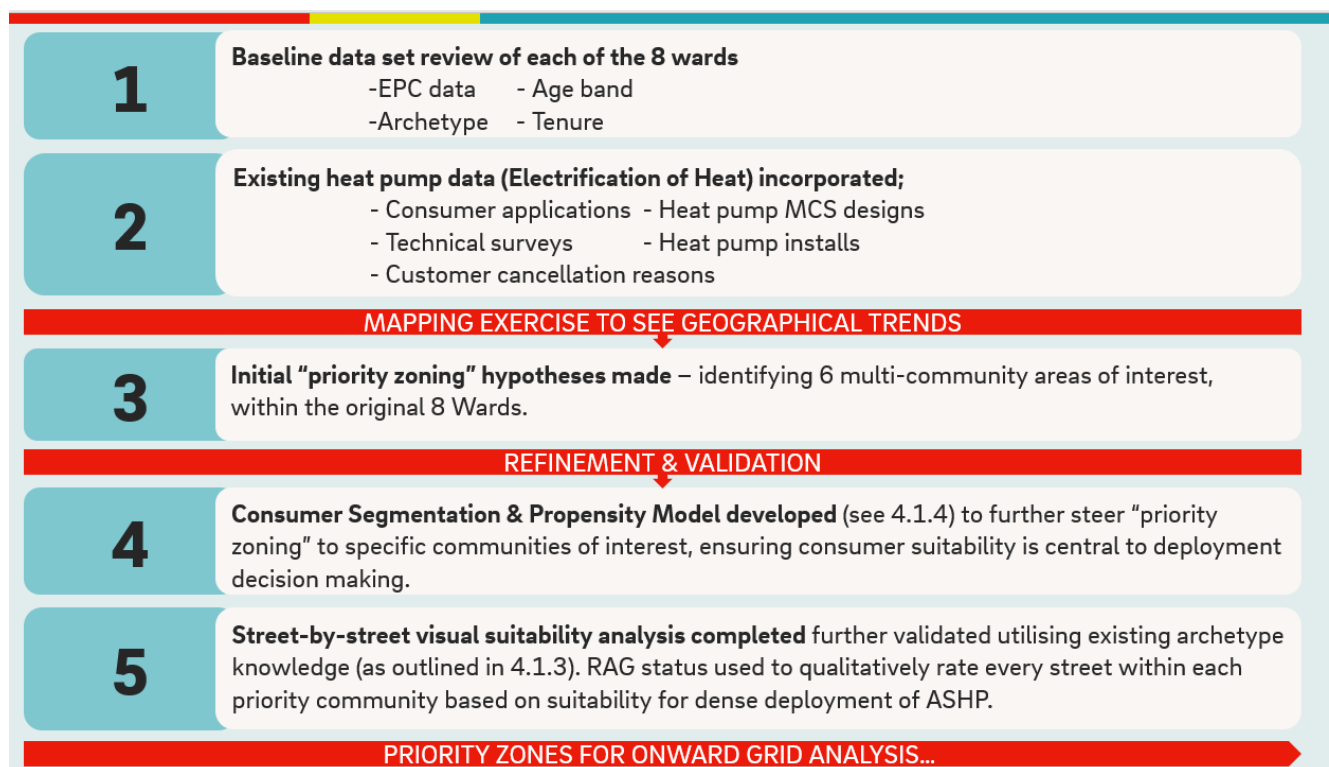 1
Baseline data set review of each of the 8 wards
-EPC data - Age band
-Archetype - Tenure
2
Existing heat pump data (Electrification of Heat) incorporated;
- Consumer applications - Heat pump MCS designs
- Technical surveys - Heat pump installs
- Customer cancellation reasons
MAPPING EXERCISE TO SEE GEOGRAPHICAL TRENDS
3
Initial “priority zoning” hypotheses made – identifying 6 multi-community areas of interest,
within the original 8 Wards.
REFINEMENT & VALIDATION
4
Consumer Segmentation & Propensity Model developed (see 4.1.4) to further steer “priority
zoning” to specific communities of interest, ensuring consumer suitability is central to deployment
decision making.
5
Street-by-street visual suitability analysis completed further validated utilising existing archetype
knowledge (as outlined in 4.1.3). RAG status used to qualitatively rate every street within each
priority community based on suitability for dense deployment of ASHP.
PRIORITY ZONES FOR ONWARD GRID ANALYSIS...